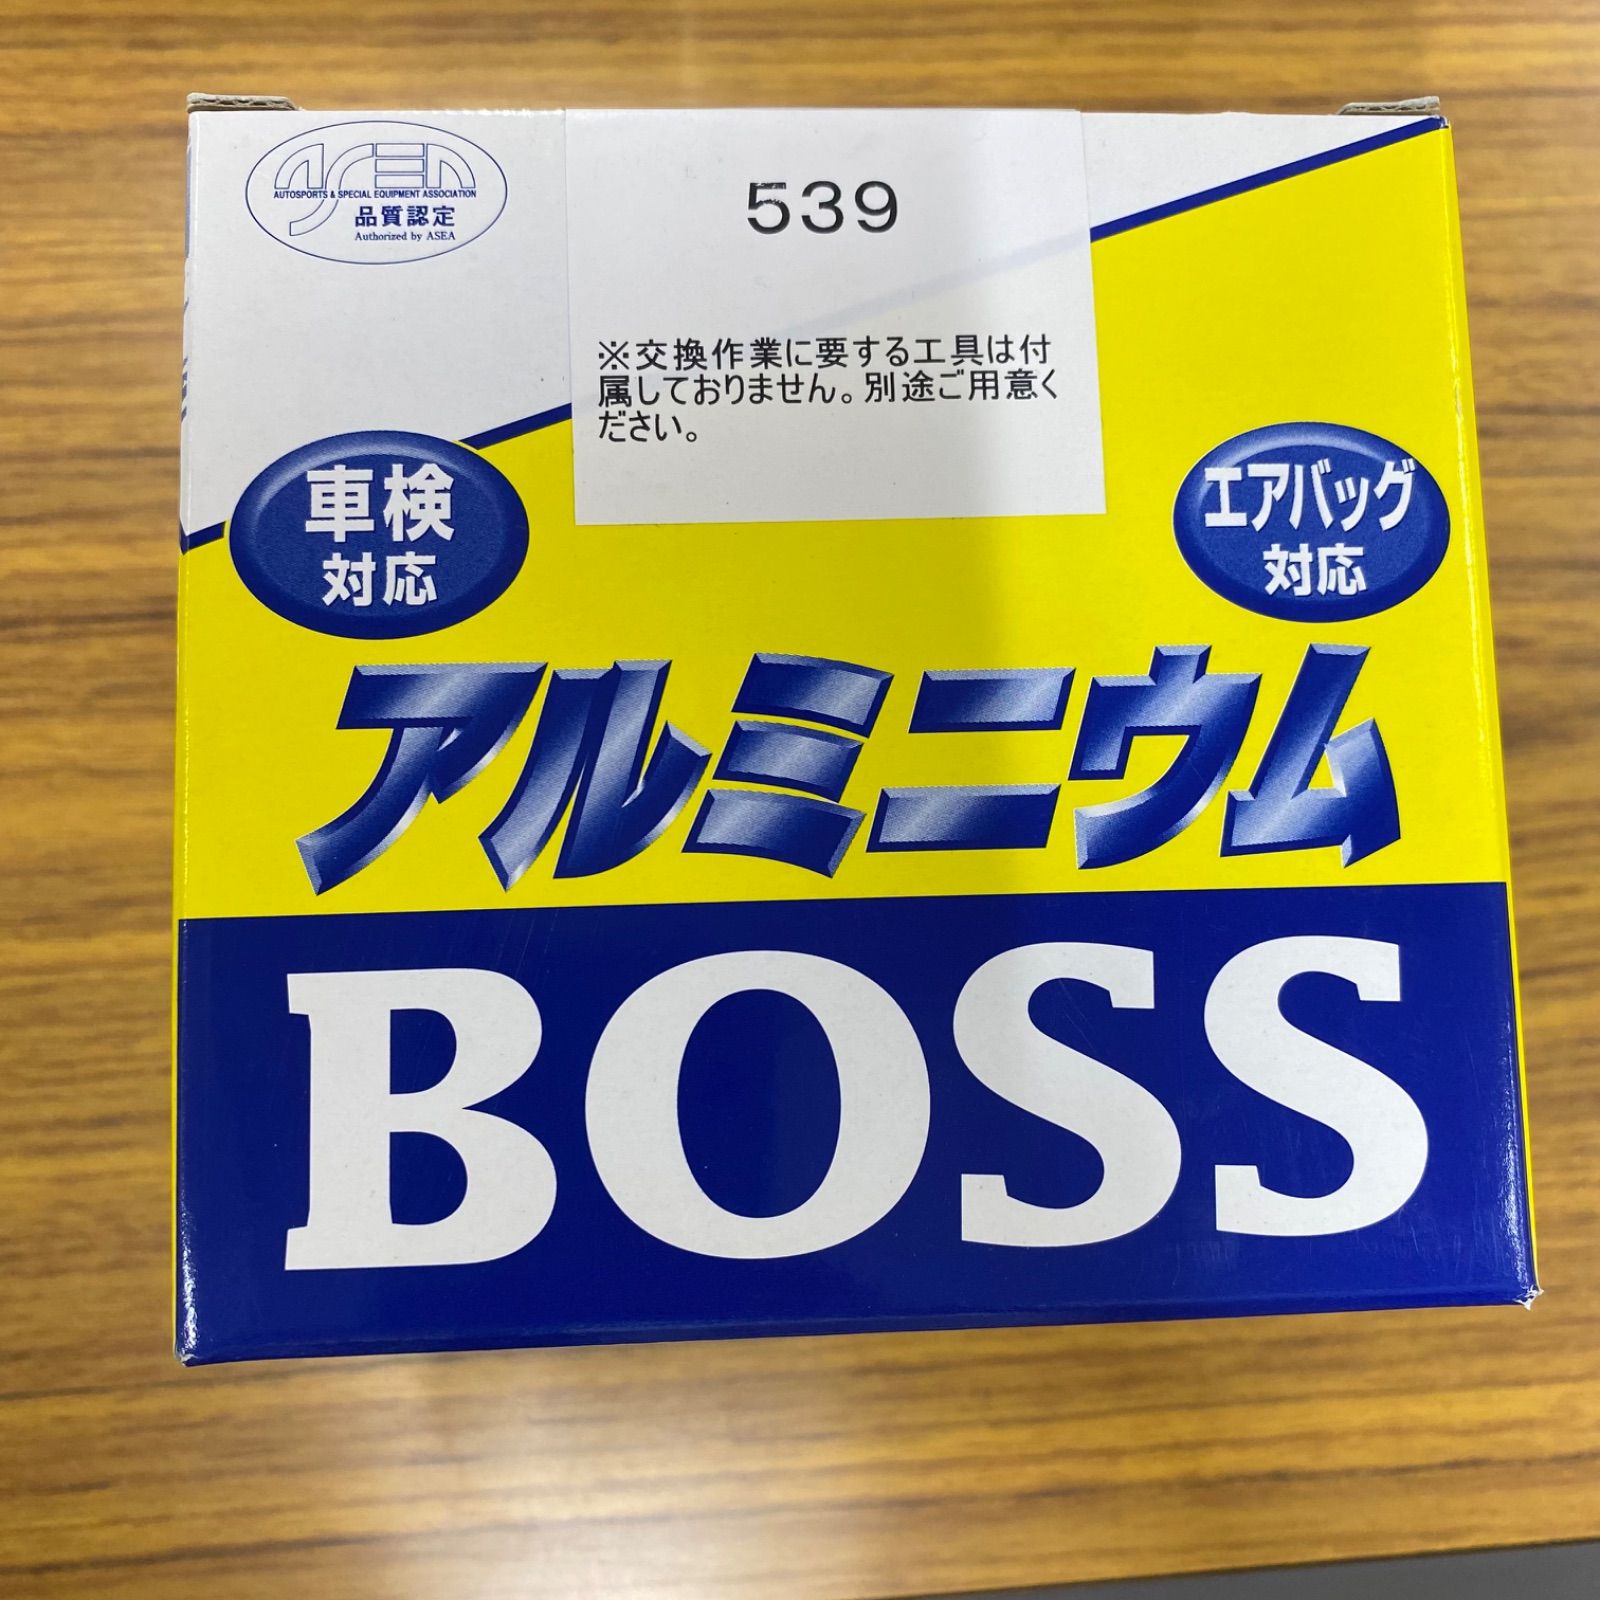 ASEA
AUTOSPORTS & SPECIAL EQUIPMENT ASSOCIATION
品質認定
Authorized by ASEA
539
※交換作業に要する工具は付
属しておりません。別途ご用意く
ださい。
車検
対応
エアバッグ
対応
アルミニウム
BOSS